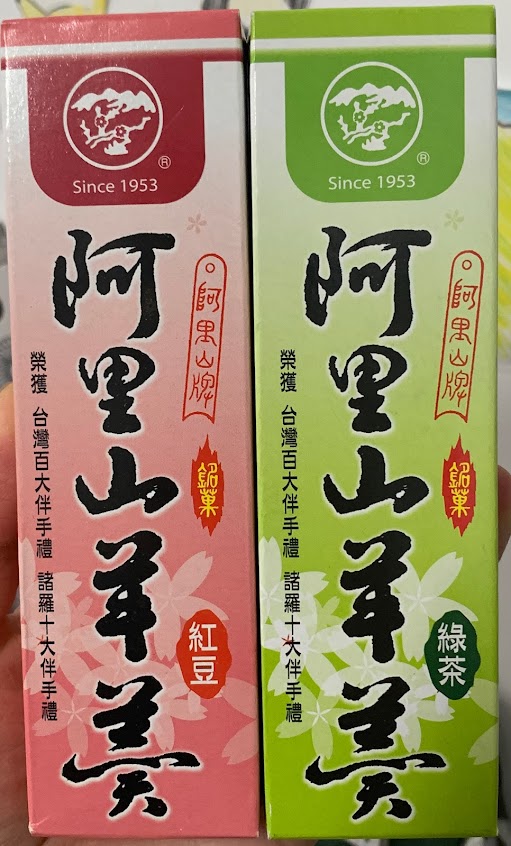 ®
Since 1953
阿里山羊羹
阿里山牌
銘菓
紅豆
榮獲 台灣百大伴手禮 諸羅十大伴手禮
®
Since 1953
阿里山羊羹
阿里山牌
銘菓
綠茶
榮獲 台灣百大伴手禮 諸羅十大伴手禮